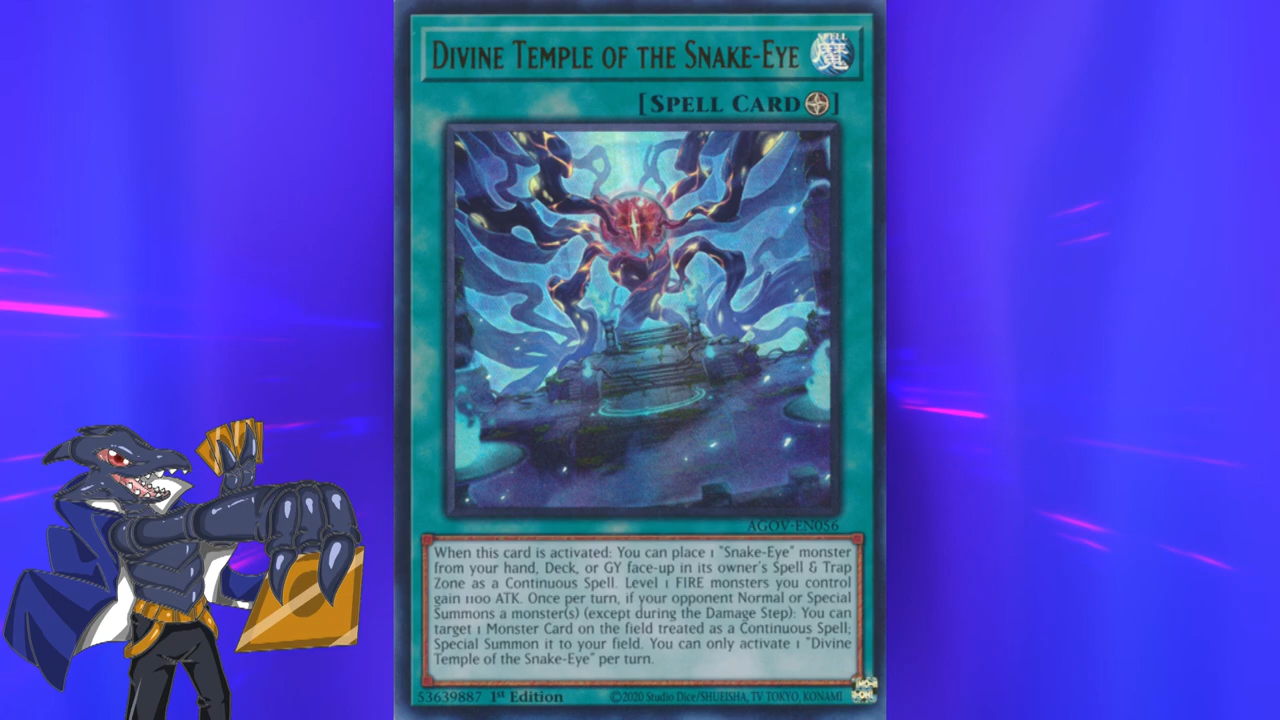 DIVINE TEMPLE OF THE SNAKE-EYE
SPELL
魔
[SPELL CARD]
AGOV-EN056
When this card is activated: You can place 1 "Snake-Eye" monster
from your hand, Deck, or GY face-up in its owner's Spell & Trap
Zone as a Continuous Spell. Level 1 FIRE monsters you control
gain 1100 ATK. Once per turn, if your opponent Normal or Special
Summons a monster(s) (except during the Damage Step): You can
target 1 Monster Card on the field treated as a Continuous Spell;
Special Summon it to your field. You can only activate 1 "Divine
Temple of the Snake-Eye" per turn.
53639887 1st Edition ©2020 Studio Dice/SHUEISHA, TV TOKYO, KONAMI